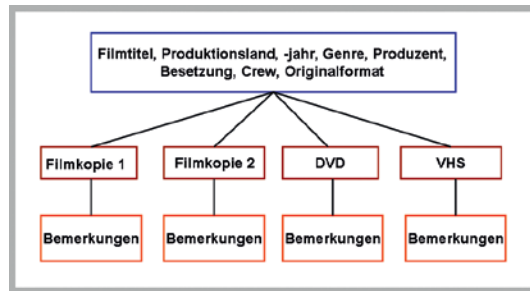 Filmtitel, Produktionsland, -jahr, Genre, Produzent,
Besetzung, Crew, Originalformat
Filmkopie 1
Filmkopie 2
DVD
VHS
Bemerkungen
Bemerkungen
Bemerkungen
Bemerkungen